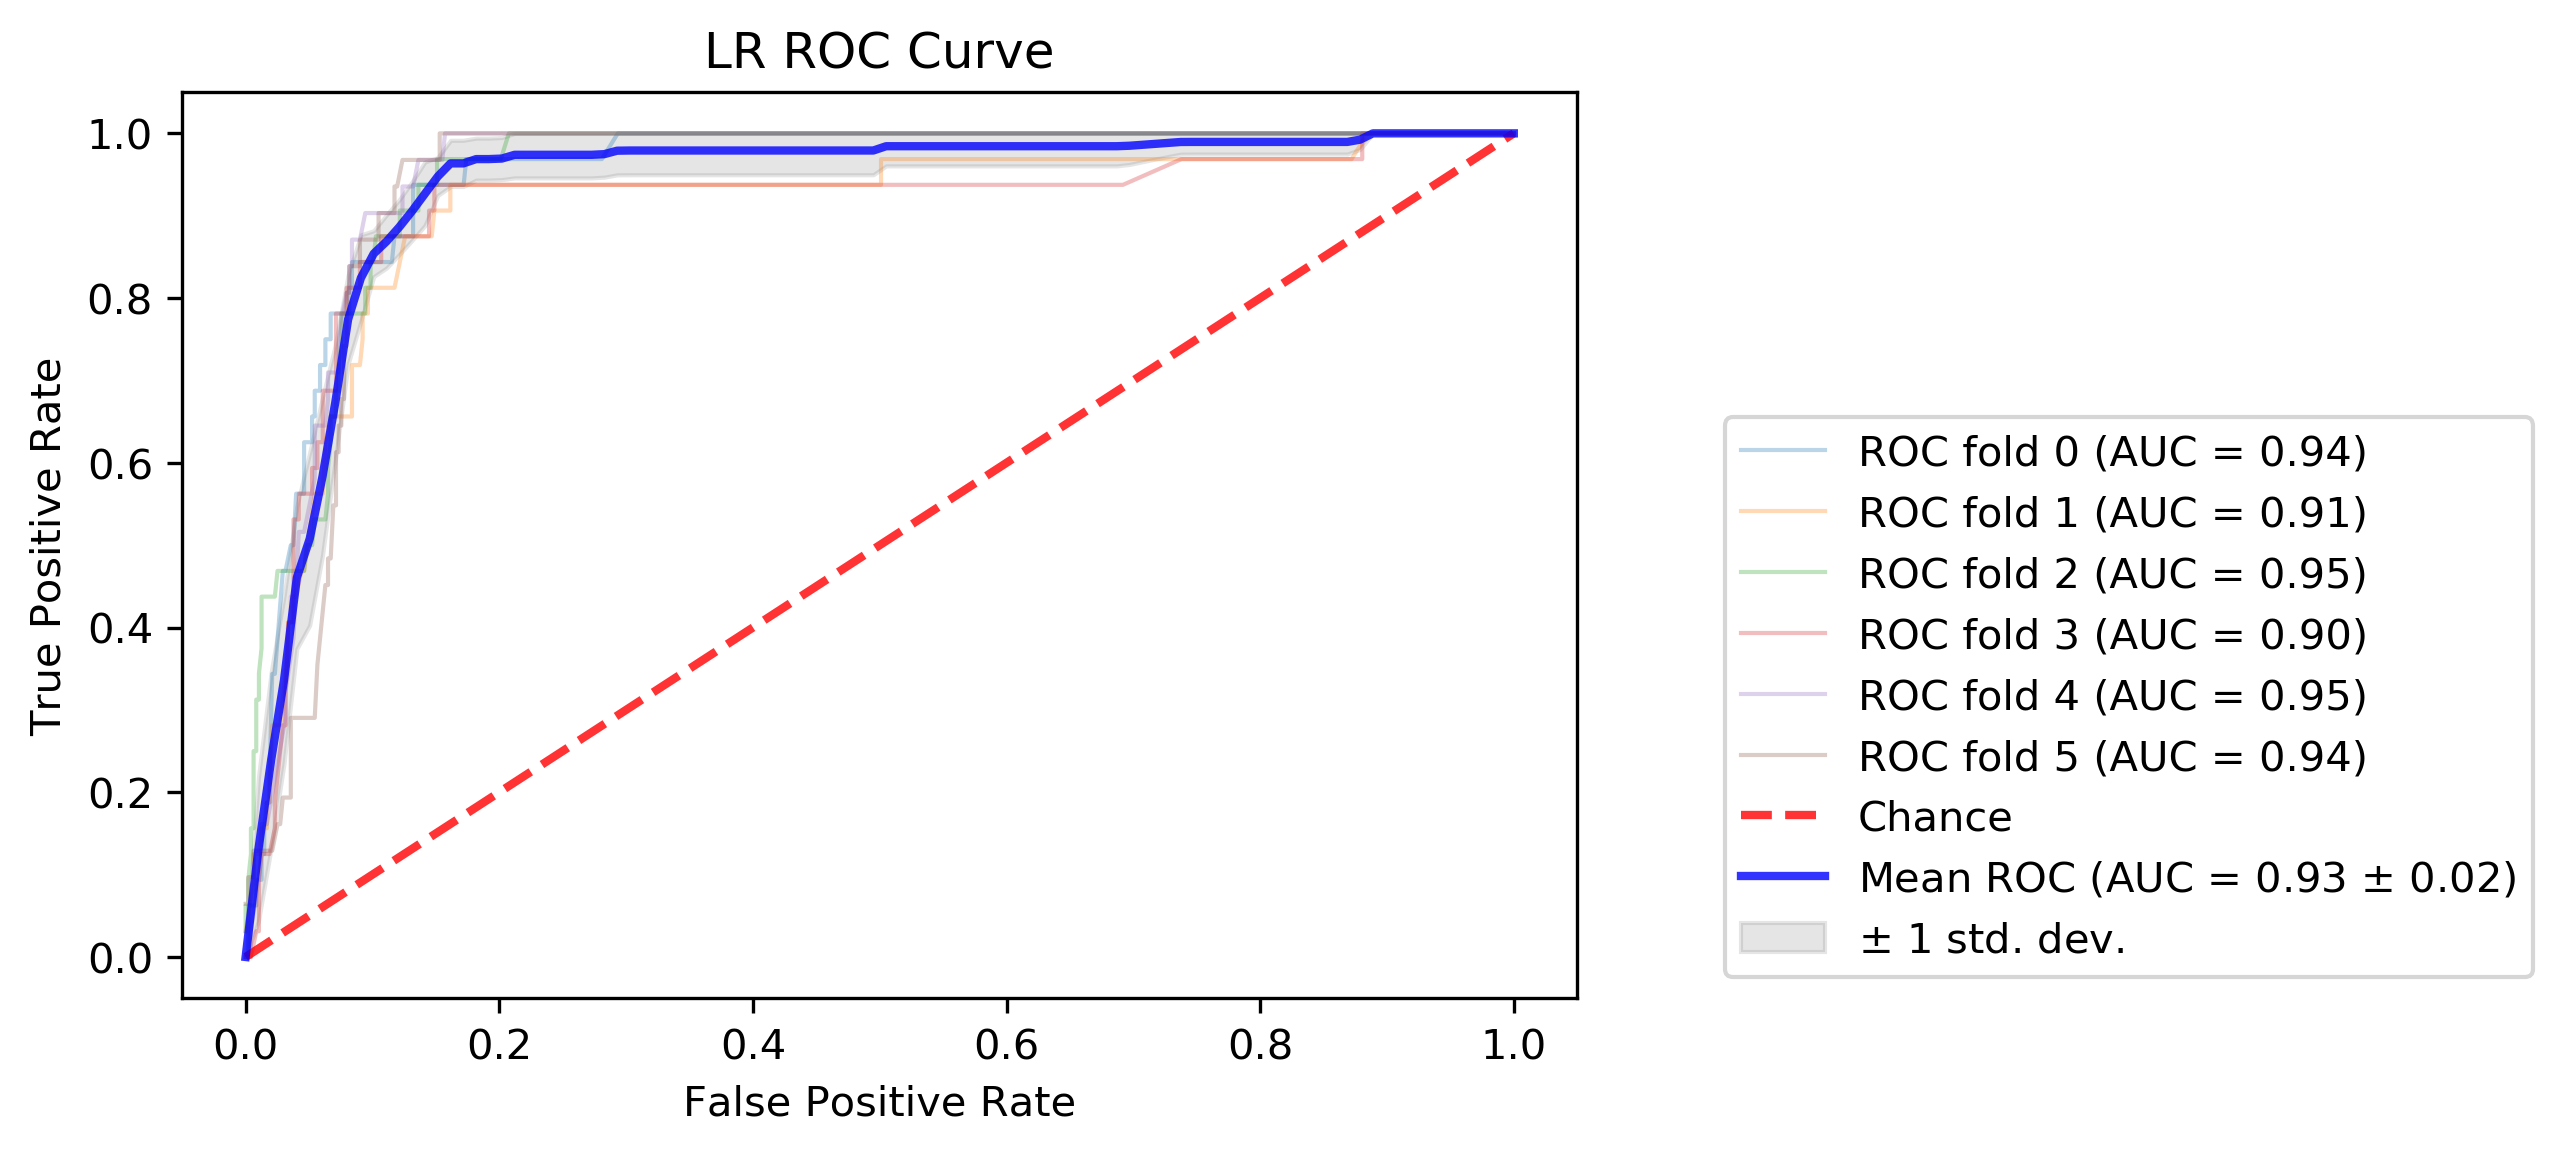 LR ROC Curve
1.0
0.8
0.6
0.4
0.2
0.0
True Positive Rate
0.0 0.2 0.4 0.6 0.8 1.0
False Positive Rate
ROC fold 0 (AUC = 0.94)
ROC fold 1 (AUC = 0.91)
ROC fold 2 (AUC = 0.95)
ROC fold 3 (AUC = 0.90)
ROC fold 4 (AUC = 0.95)
ROC fold 5 (AUC = 0.94)
Chance
Mean ROC (AUC = 0.93 ± 0.02)
± 1 std. dev.